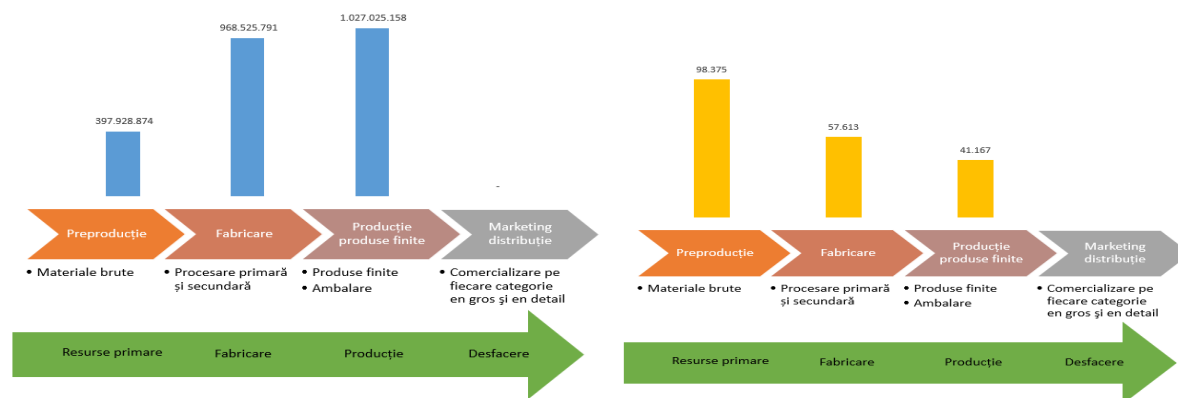 397.928.874
968.525.791
1.027.025.158
-
Preproducție
Fabricare
Producție
produse finite
Marketing
distribuție
• Materiale brute
• Procesare primară
și secundară
• Produse finite
• Ambalare
• Comercializare pe
fiecare categorie
en gros și en detail
Resurse primare
Fabricare
Producție
Desfacere
98.375
57.613
41.167
Preproducție
Fabricare
Producție
produse finite
Marketing
distribuție
• Materiale brute
• Procesare primară
și secundară
• Produse finite
• Ambalare
• Comercializare pe
fiecare categorie
en gros și en detail
Resurse primare
Fabricare
Producție
Desfacere